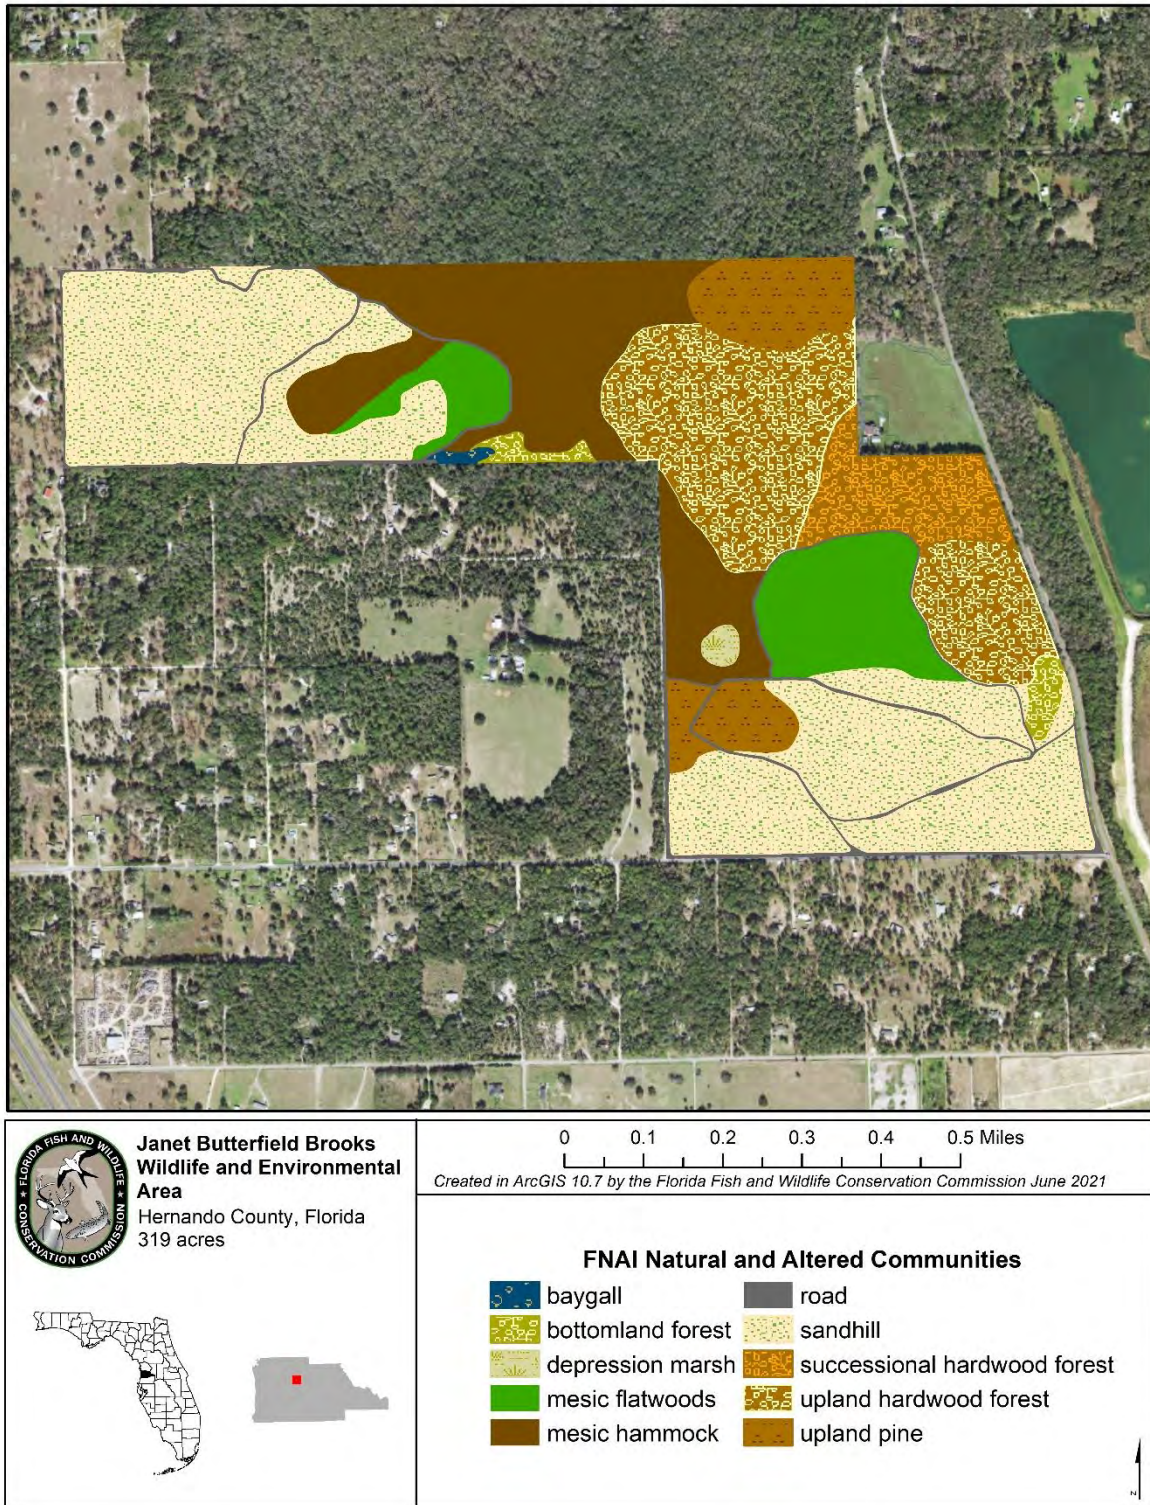 FLORIDA FISH AND WILDLIFE
CONSERVATION COMMISSION
Janet Butterfield Brooks
Wildlife and Environmental
Area
Hernando County, Florida
319 acres
0 0.1 0.2 0.3 0.4 0.5 Miles
Created in ArcGIS 10.7 by the Florida Fish and Wildlife Conservation Commission June 2021
FNAI Natural and Altered Communities
baygall
bottomland forest
depression marsh
mesic flatwoods
mesic hammock
road
sandhill
successional hardwood forest
upland hardwood forest
upland pine
N